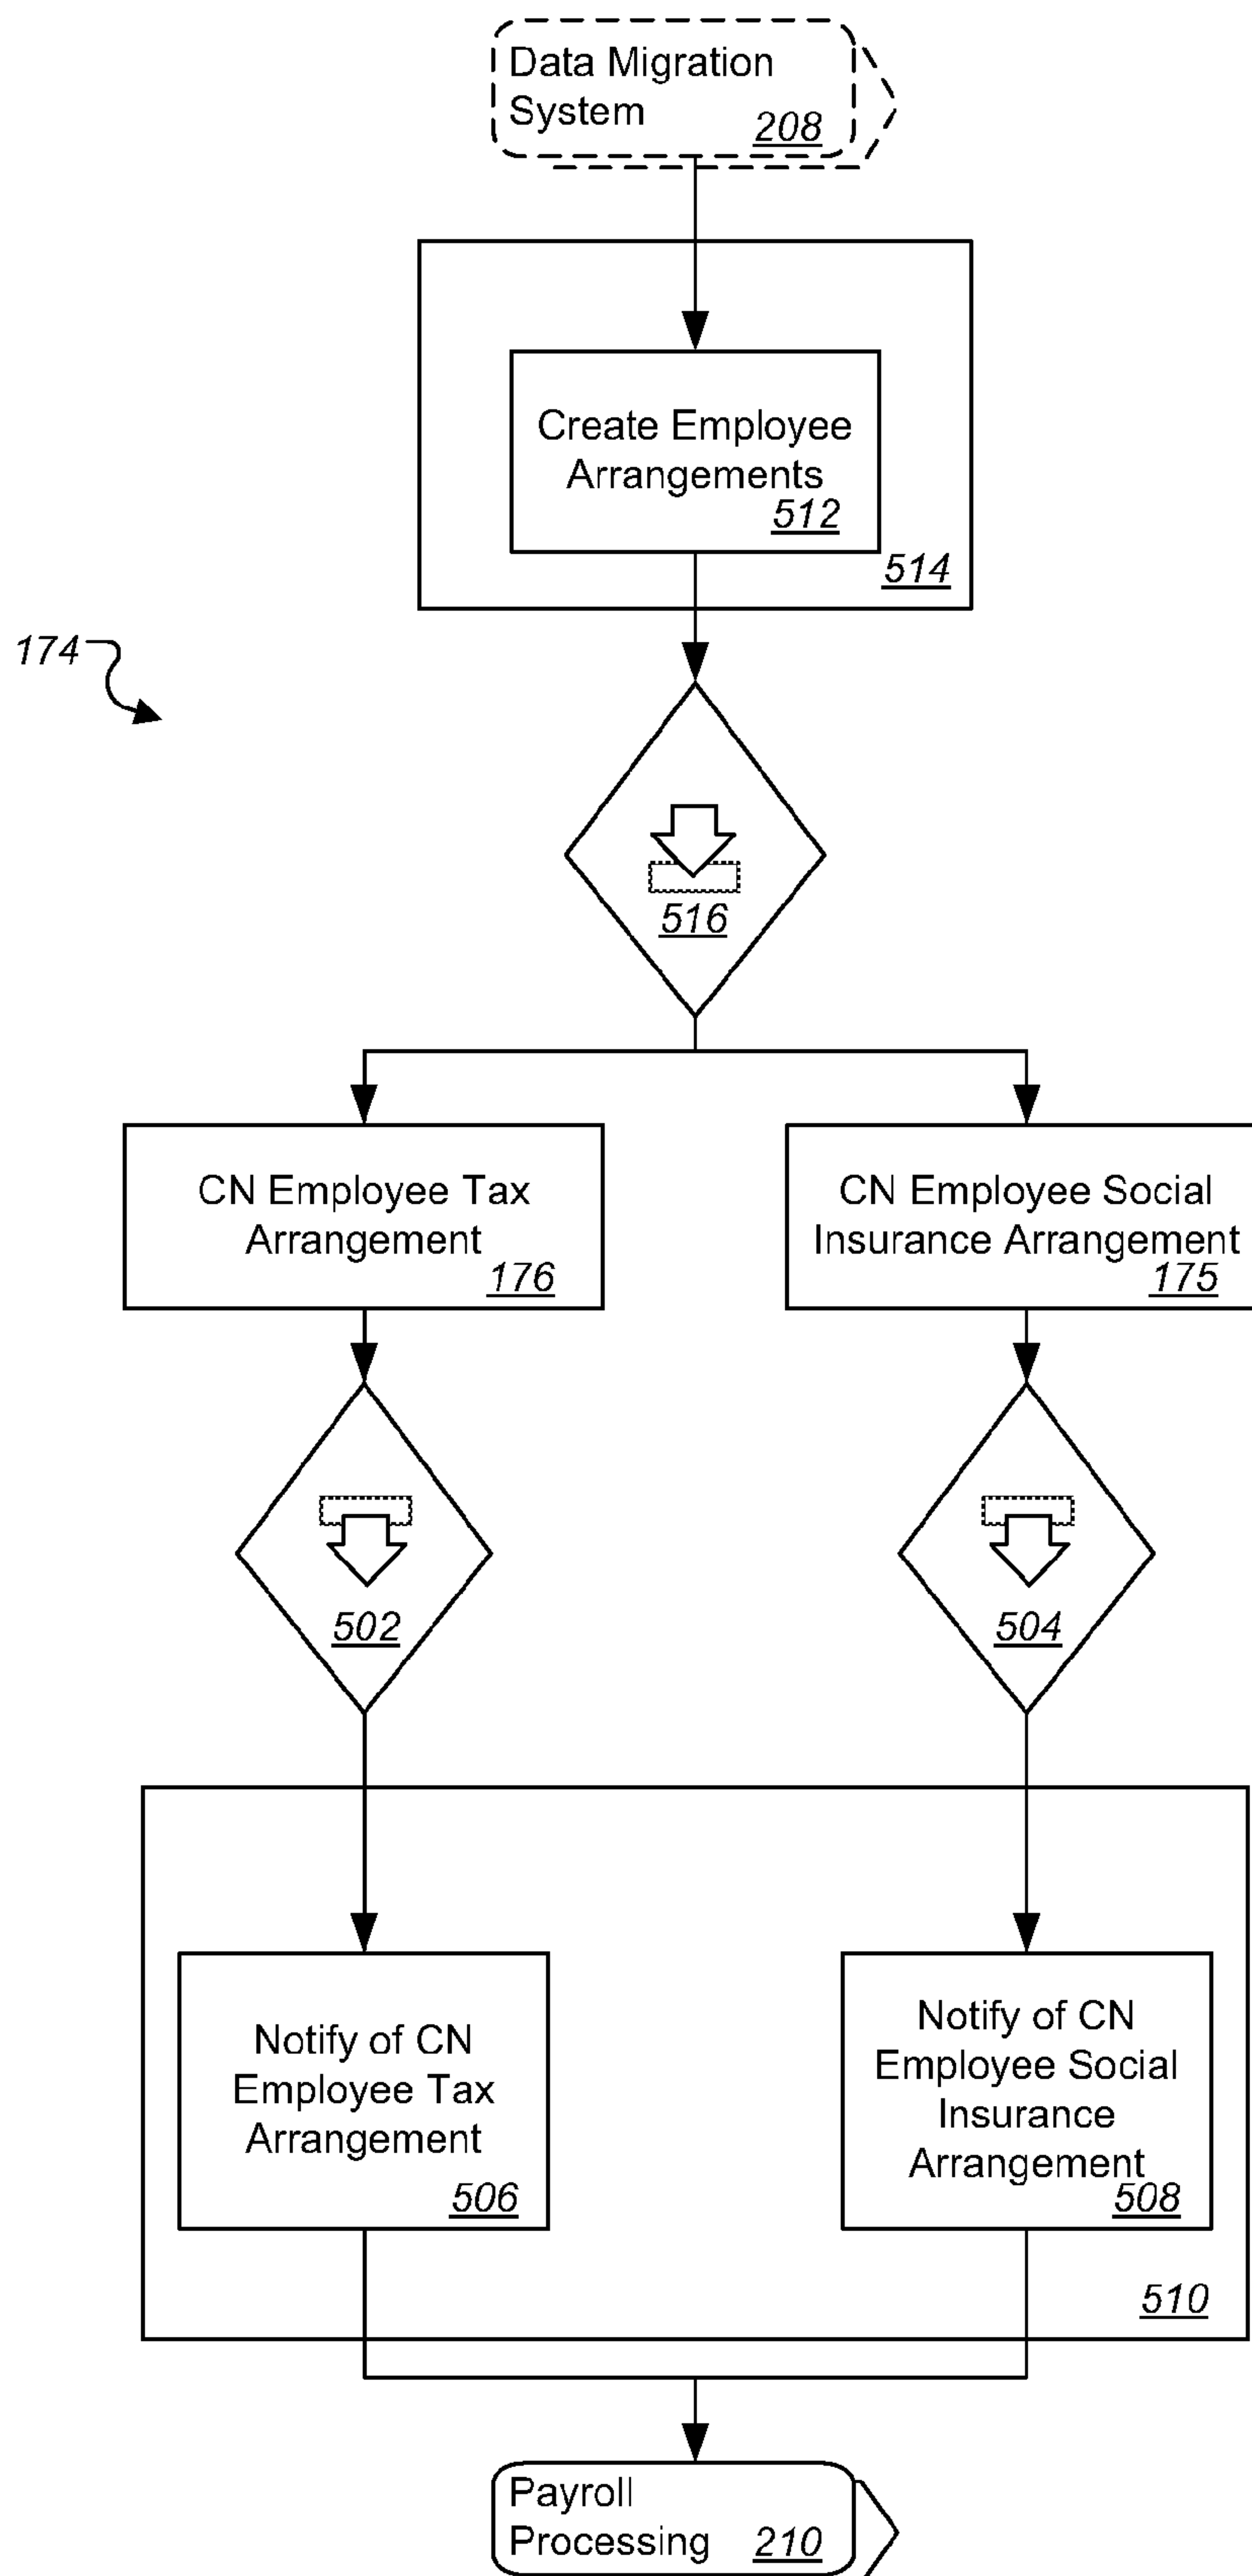 Data Migration
System 208
Create Employee
Arrangements
512
514
174
516
CN Employee Tax
Arrangement
176
CN Employee Social
Insurance Arrangement
175
502
504
Notify of CN
Employee Tax
Arrangement
506
Notify of CN
Employee Social
Insurance
Arrangement
508
510
Payroll
Processing 210